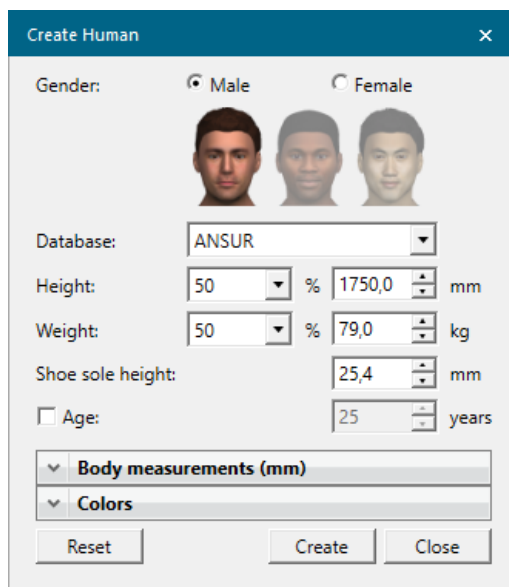 Create Human
Gender: Male Female
Database: ANSUR
Height: 50 % 1750,0 mm
Weight: 50 % 79,0 kg
Shoe sole height: 25,4 mm
Age: 25 years
Body measurements (mm)
Colors
Reset Create Close